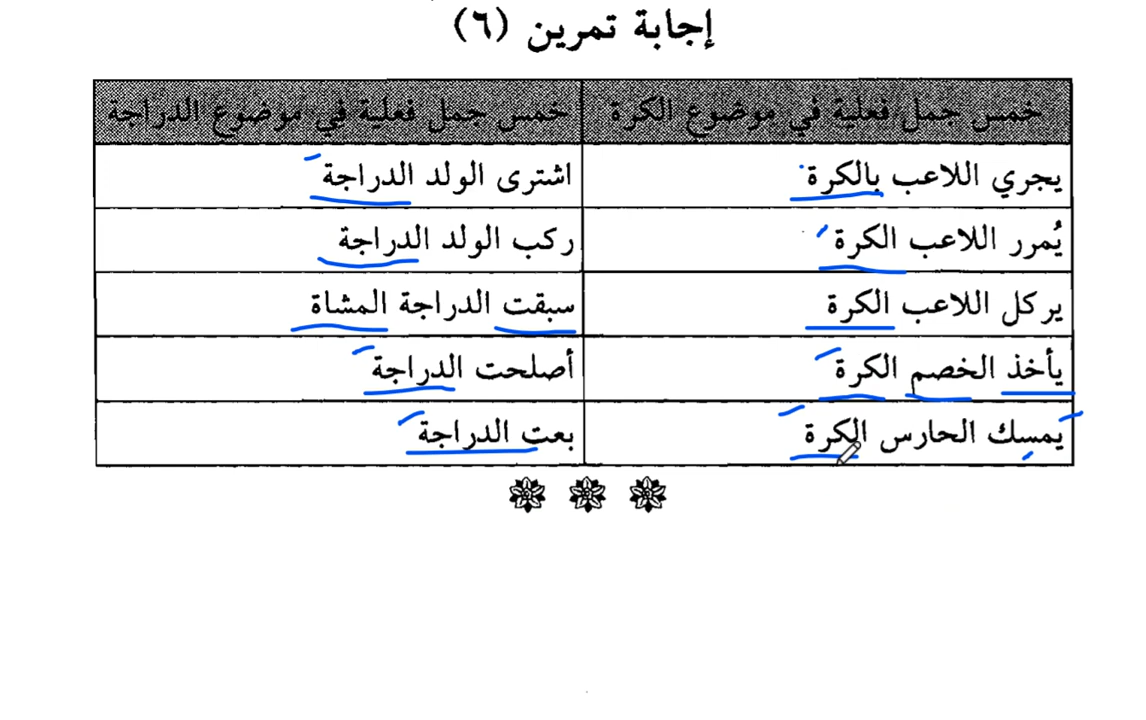 إجابة تمرين (٦)
خمس جمل فعلية في موضوع الكرة خمس جمل فعلية في موضوع الدراجة
يجري اللاعب بالكرة اشترى الولد الدراجة
يُمرر اللاعب الكرة ركب الولد الدراجة
يركل اللاعب الكرة سبقت الدراجة المشاة
يأخذ الخصم الكرة أصلحت الدراجة
يمسك الحارس الكرة بعت الدراجة